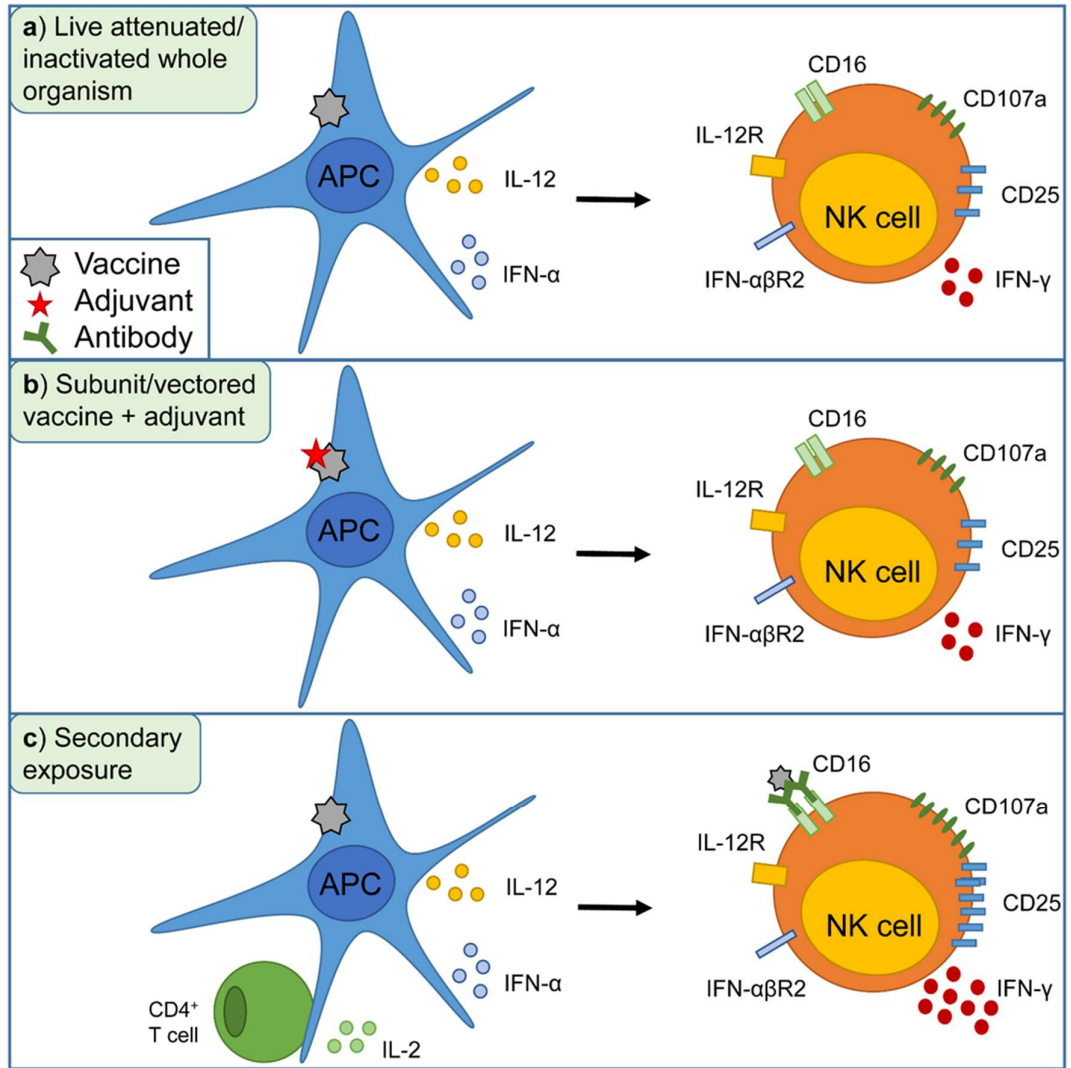 a) Live attenuated/
inactivated whole
organism
APC
IL-12
IFN-α
CD16
CD107a
IL-12R
CD25
NK cell
IFN-αβR2
IFN-γ
Vaccine
Adjuvant
Antibody
b) Subunit/vectored
vaccine + adjuvant
APC
IL-12
IFN-α
CD16
CD107a
IL-12R
CD25
NK cell
IFN-αβR2
IFN-γ
c) Secondary
exposure
APC
IL-12
IFN-α
CD4⁺
T cell
IL-2
CD16
CD107a
IL-12R
CD25
NK cell
IFN-αβR2
IFN-γ